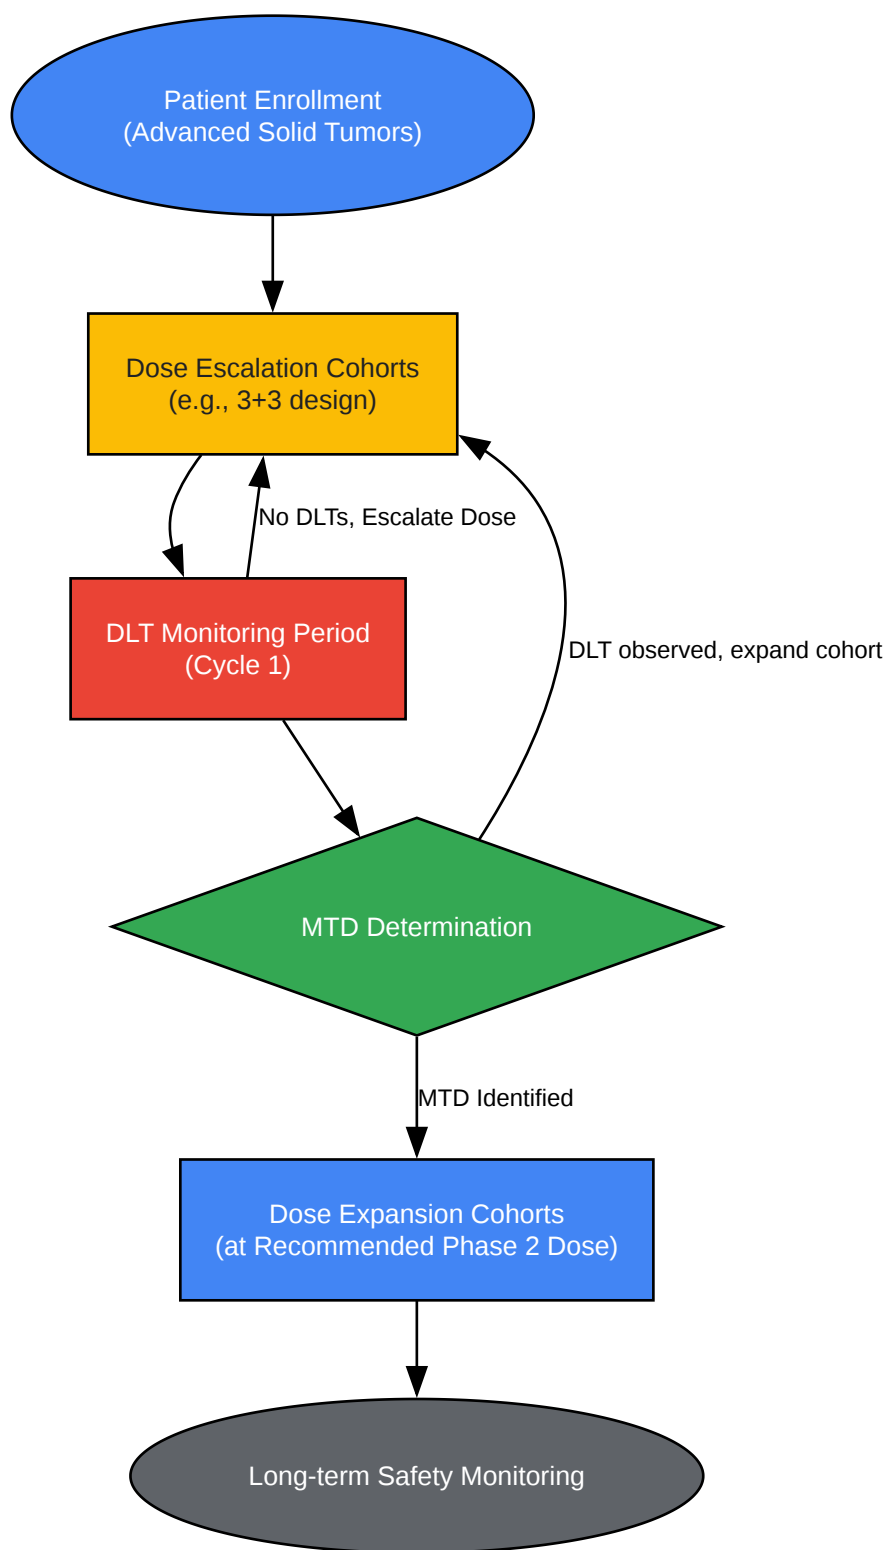 Patient Enrollment
(Advanced Solid Tumors)
Dose Escalation Cohorts
(e.g., 3+3 design)
No DLTs, Escalate Dose
DLT Monitoring Period
(Cycle 1)
DLT observed, expand cohort
MTD Determination
MTD Identified
Dose Expansion Cohorts
(at Recommended Phase 2 Dose)
Long-term Safety Monitoring